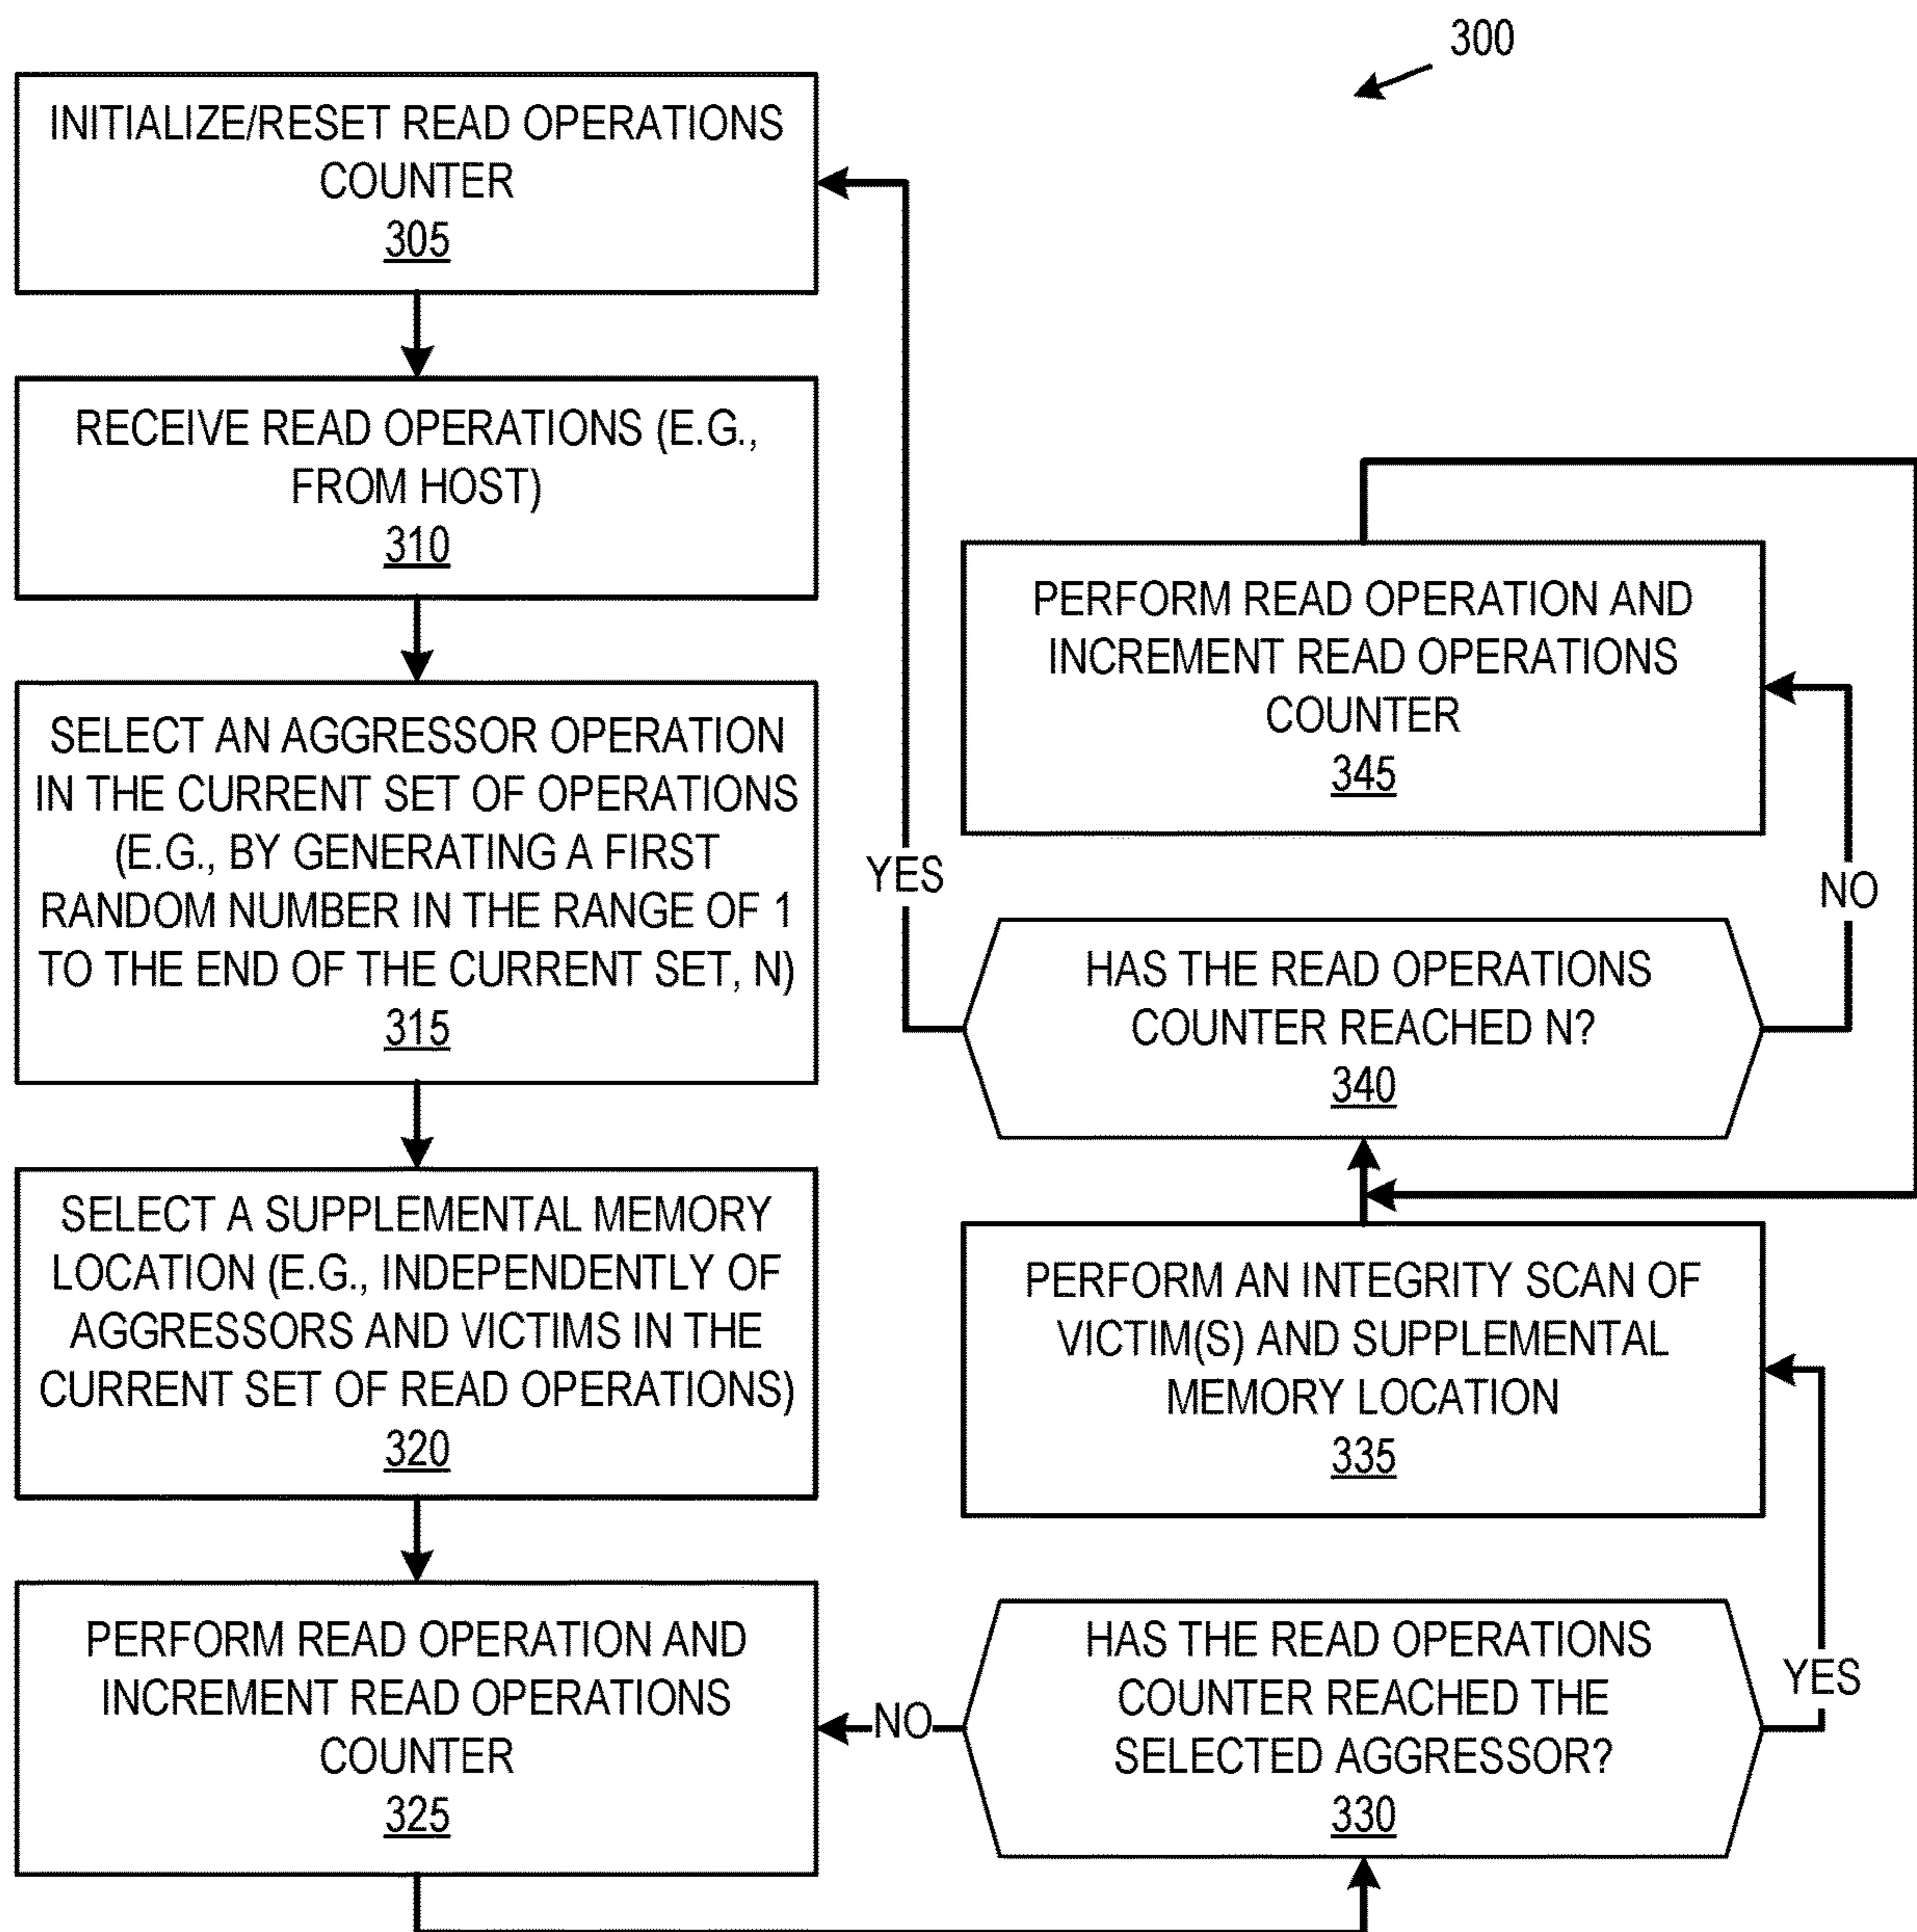 300
INITIALIZE/RESET READ OPERATIONS
COUNTER
305
RECEIVE READ OPERATIONS (E.G.,
FROM HOST)
310
SELECT AN AGGRESSOR OPERATION
IN THE CURRENT SET OF OPERATIONS
(E.G., BY GENERATING A FIRST
RANDOM NUMBER IN THE RANGE OF 1
TO THE END OF THE CURRENT SET, N)
315
SELECT A SUPPLEMENTAL MEMORY
LOCATION (E.G., INDEPENDENTLY OF
AGGRESSORS AND VICTIMS IN THE
CURRENT SET OF READ OPERATIONS)
320
PERFORM READ OPERATION AND
INCREMENT READ OPERATIONS
COUNTER
325
NO
HAS THE READ OPERATIONS
COUNTER REACHED THE
SELECTED AGGRESSOR?
330
YES
PERFORM AN INTEGRITY SCAN OF
VICTIM(S) AND SUPPLEMENTAL
MEMORY LOCATION
335
HAS THE READ OPERATIONS
COUNTER REACHED N?
340
YES
NO
PERFORM READ OPERATION AND
INCREMENT READ OPERATIONS
COUNTER
345